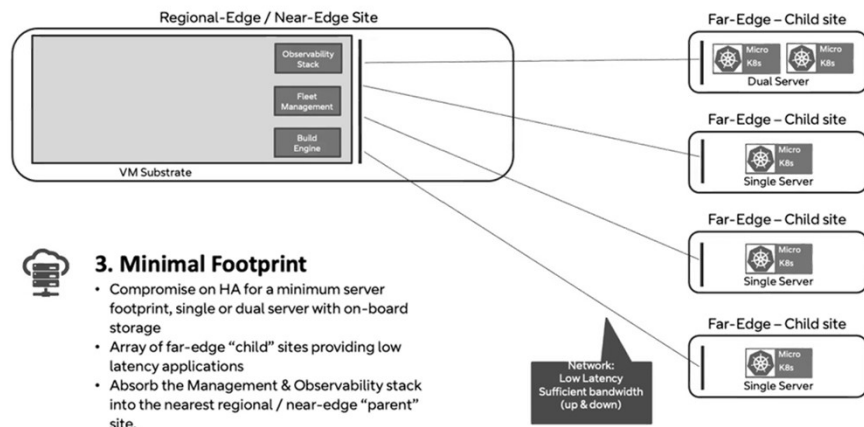 Regional-Edge / Near-Edge Site
Observability
Stack
Fleet
Management
Build
Engine
VM Substrate
Far-Edge – Child site
Micro
K8s
Micro
K8s
Dual Server
Far-Edge – Child site
Micro
K8s
Single Server
Far-Edge – Child site
Micro
K8s
Single Server
Far-Edge – Child site
Micro
K8s
Single Server
3. Minimal Footprint
• Compromise on HA for a minimum server
footprint, single or dual server with on-board
storage
• Array of far-edge “child” sites providing low
latency applications
• Absorb the Management & Observability stack
into the nearest regional / near-edge “parent”
site.
Network:
Low Latency
Sufficient bandwidth
(up & down)